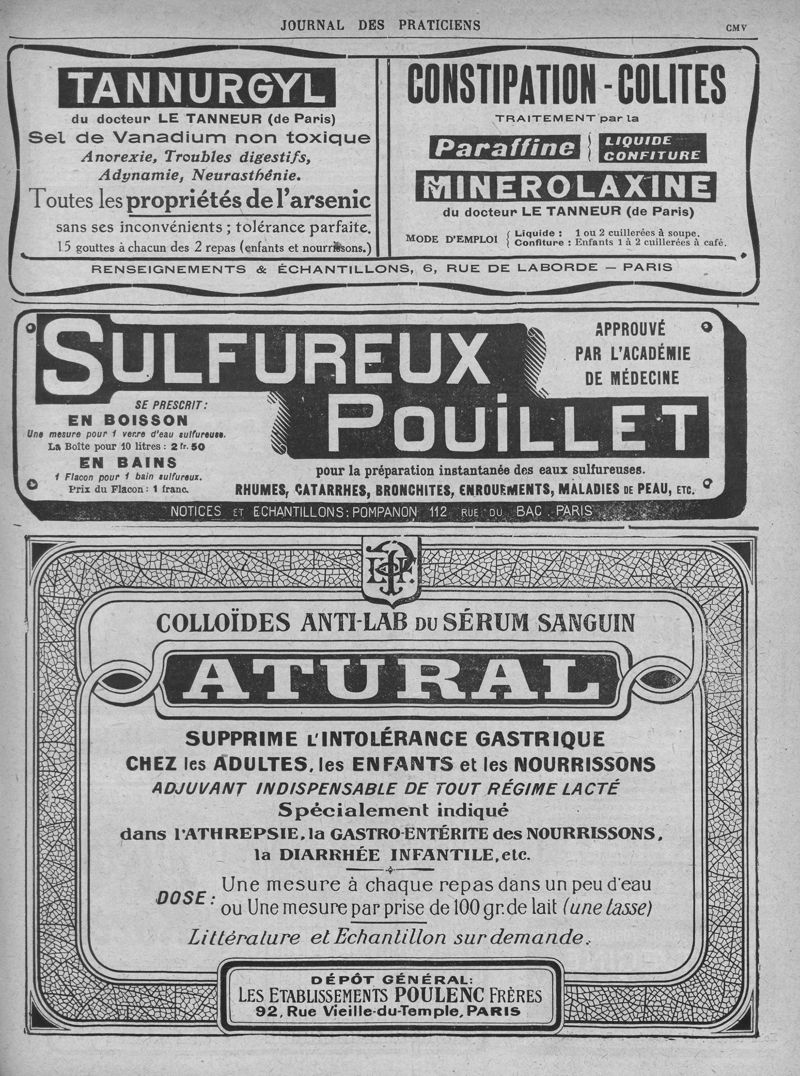 JOURNAL DES PRATICIENS
CMV
TANNURGYL
du docteur LE TANNEUR (de Paris)
Sel de Vanadium non toxique
Anorexie, Troubles digestifs,
Adynamie, Neurasthénie.
Toutes les propriétés de l'arsenic
sans ses inconvénients ; tolérance parfaite.
15 gouttes à chacun des 2 repas (enfants et nourrissons.)
CONSTIPATION - COLITES
TRAITEMENT par la
Paraffine { LIQUIDE
CONFITURE
MINEROLAXINE
du docteur LE TANNEUR (de Paris)
MODE D'EMPLOI { Liquide : 1 ou 2 cuillerées à soupe.
Confiture : Enfants 1 à 2 cuillerées à café.
RENSEIGNEMENTS & ÉCHANTILLONS, 6, RUE DE LABORDE — PARIS
SULFUREUX
POUILLET
APPROUVÉ
PAR L'ACADÉMIE
DE MÉDECINE
SE PRESCRIT :
EN BOISSON
Une mesure pour 1 verre d'eau sulfureuse.
La Boîte pour 10 litres : 2 fr. 50
EN BAINS
1 Flacon pour 1 bain sulfureux.
Prix du Flacon : 1 franc.
pour la préparation instantanée des eaux sulfureuses.
RHUMES, CATARRHES, BRONCHITES, ENROUEMENTS, MALADIES DE PEAU, ETC.
NOTICES ET ECHANTILLONS: POMPANON 112 RUE DU BAC PARIS
COLLOÏDES ANTI-LAB DU SÉRUM SANGUIN
ATURAL
SUPPRIME L'INTOLÉRANCE GASTRIQUE
CHEZ les ADULTES, les ENFANTS et les NOURRISSONS
ADJUVANT INDISPENSABLE DE TOUT RÉGIME LACTÉ
Spécialement indiqué
dans l'ATHREPSIE, la GASTRO-ENTÉRITE des NOURRISSONS,
la DIARRHÉE INFANTILE, etc.
DOSE : Une mesure à chaque repas dans un peu d'eau
ou Une mesure par prise de 100 gr. de lait (une tasse)
Littérature et Echantillon sur demande.
DÉPÔT GÉNÉRAL:
LES ETABLISSEMENTS POULENC FRÈRES
92, Rue Vieille-du-Temple, PARIS